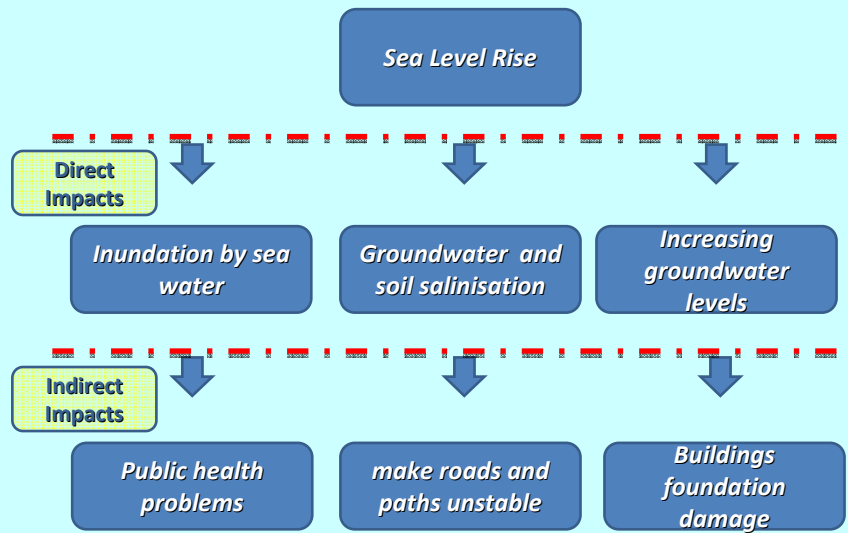 Sea Level Rise
Direct
Impacts
Inundation by sea
water
Groundwater and
soil salinisation
Increasing
groundwater
levels
Indirect
Impacts
Public health
problems
make roads and
paths unstable
Buildings
foundation
damage